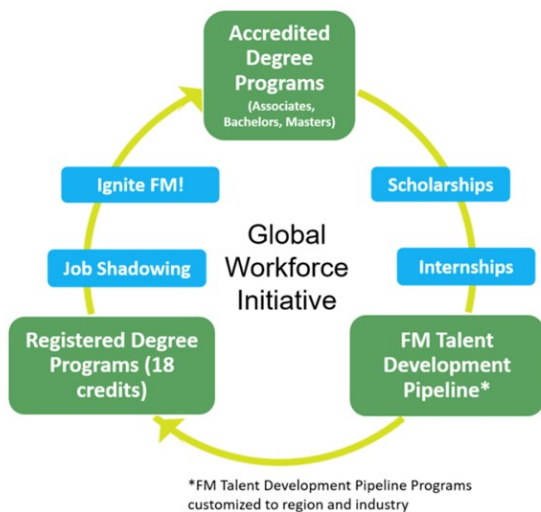 Accredited
Degree
Programs
(Associates,
Bachelors, Masters)
Ignite FM!
Scholarships
Job Shadowing
Global
Workforce
Initiative
Internships
Registered Degree
Programs (18
credits)
FM Talent
Development
Pipeline*
*FM Talent Development Pipeline Programs
customized to region and industry